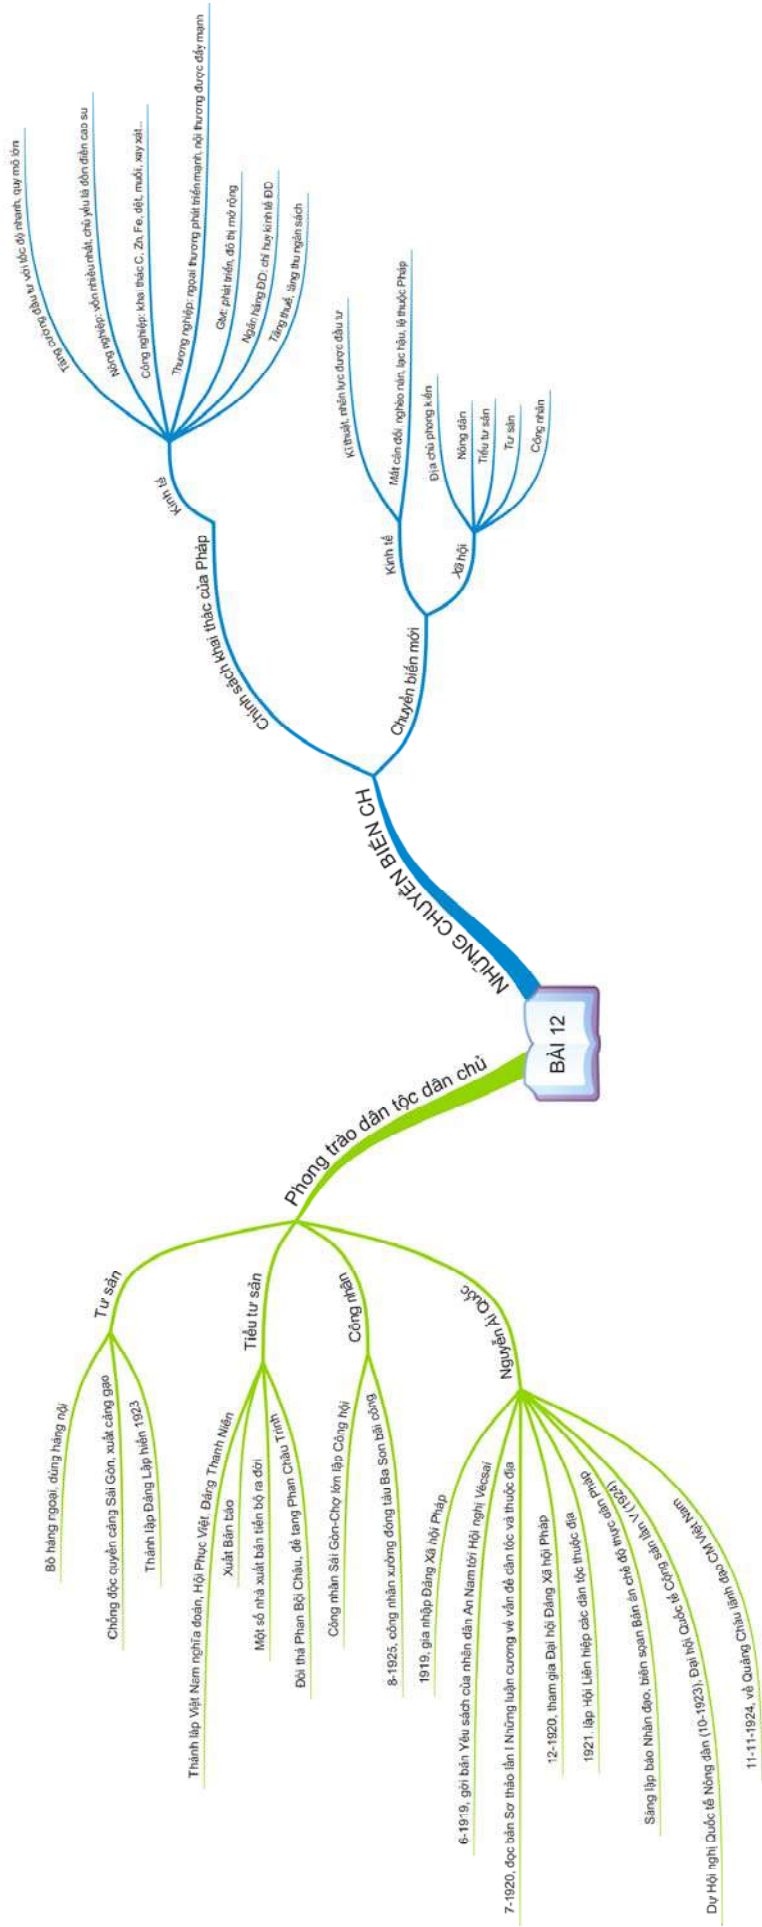 BÀI 12
NHỮNG CHUYỂN BIẾN CH
Chính sách khai thác của Pháp
Kinh tế
Tăng cường đầu tư với tốc độ nhanh, quy mô lớn
Nông nghiệp: vốn nhiều nhất, chủ yếu là đồn điền cao su
Công nghiệp: khai thác C, Zn, Fe, dệt, muối, xay xát...
Thương nghiệp: ngoại thương phát triển mạnh, nội thương được đẩy mạnh
GM: phát triển, đô thị mở rộng
Ngân hàng ĐD: chỉ huy kinh tế ĐD
Tăng thuế, tăng thu ngân sách
Chuyển biến mới
Kinh tế
Kĩ thuật, nhân lực được đầu tư
Mất cân đối, nghèo nàn, lạc hậu, lệ thuộc Pháp
Xã hội
Địa chủ phong kiến
Nông dân
Tiểu tư sản
Tư sản
Công nhân
Phong trào dân tộc dân chủ
Tư sản
Bỏ hàng ngoại, dùng hàng nội
Chống độc quyền cảng Sài Gòn, xuất cảng gạo
Thành lập Đảng Lập hiến 1923
Tiểu tư sản
Thành lập Việt Nam nghĩa đoàn, Hội Phục Việt, Đảng Thanh Niên
Xuất Bản báo
Một số nhà xuất bản tiến bộ ra đời
Đòi thả Phan Bội Châu, để tang Phan Châu Trinh
Công nhân
Công nhân Sài Gòn-Chợ lớn lập Công hội
8-1925, công nhân xưởng đóng tàu Ba Son bãi công
Nguyễn Ái Quốc
1919, gia nhập Đảng Xã hội Pháp
6-1919, gởi bản Yêu sách của nhân dân An Nam tới Hội nghị Vécsai
7-1920, đọc bản Sơ thảo lần I Những luận cương về vấn đề dân tộc và thuộc địa
12-1920, tham gia Đại hội Đảng Xã hội Pháp
1921, lập Hội Liên hiệp các dân tộc thuộc địa
Sáng lập báo Nhân đạo, biên soạn Bản án chế độ thực dân Pháp
Dự Hội nghị Quốc tế Nông dân (10-1923), Đại hội Quốc tế Cộng sản lần V (1924)
11-11-1924, về Quảng Châu lãnh đạo CM Việt Nam